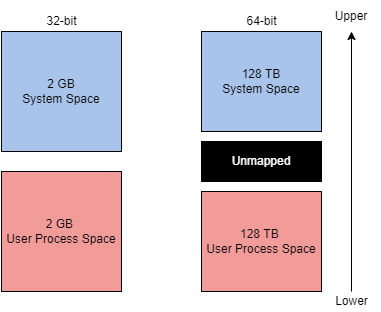 32-bit
64-bit
Upper
2 GB
System Space
128 TB
System Space
Unmapped
2 GB
User Process Space
128 TB
User Process Space
Lower